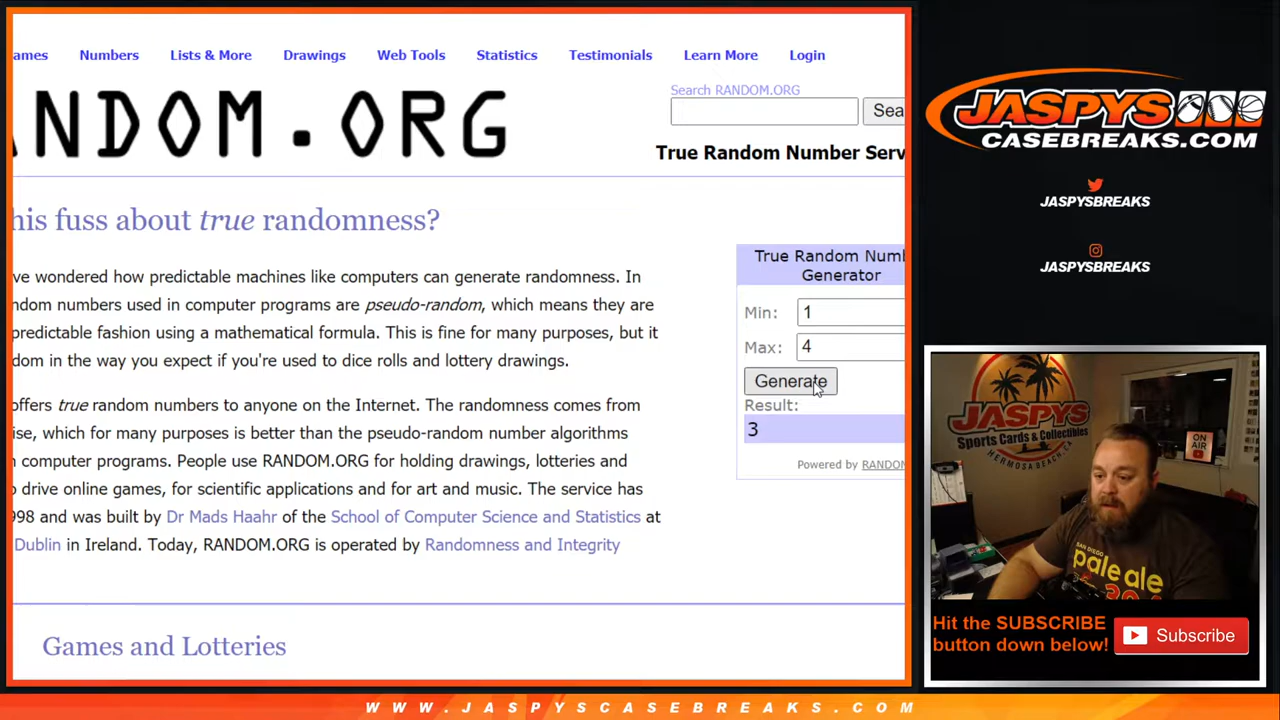 ames Numbers Lists & More Drawings Web Tools Statistics Testimonials Learn More Login
NDOM.ORG
Search RANDOM.ORG
Sea
True Random Number Serv
his fuss about true randomness?
ve wondered how predictable machines like computers can generate randomness. In
ndom numbers used in computer programs are pseudo-random, which means they are
predictable fashion using a mathematical formula. This is fine for many purposes, but it
dom in the way you expect if you're used to dice rolls and lottery drawings.
offers true random numbers to anyone on the Internet. The randomness comes from
ise, which for many purposes is better than the pseudo-random number algorithms
n computer programs. People use RANDOM.ORG for holding drawings, lotteries and
o drive online games, for scientific applications and for art and music. The service has
998 and was built by Dr Mads Haahr of the School of Computer Science and Statistics at
Dublin in Ireland. Today, RANDOM.ORG is operated by Randomness and Integrity
Games and Lotteries
True Random Numb
Generator
Min: 1
Max: 4
Generate
Result:
3
Powered by RANDOM
JASPYS
CASEBREAKS.COM
JASPYSBREAKS
JASPYSBREAKS
JASPYS
Sports Cards & Collectibles
HERMOSA BEACH, CA
ON AIR
SAN DIEGO
pale ale
Hit the SUBSCRIBE
button down below!
Subscribe
WWW.JASPYSCASEBREAKS.COM